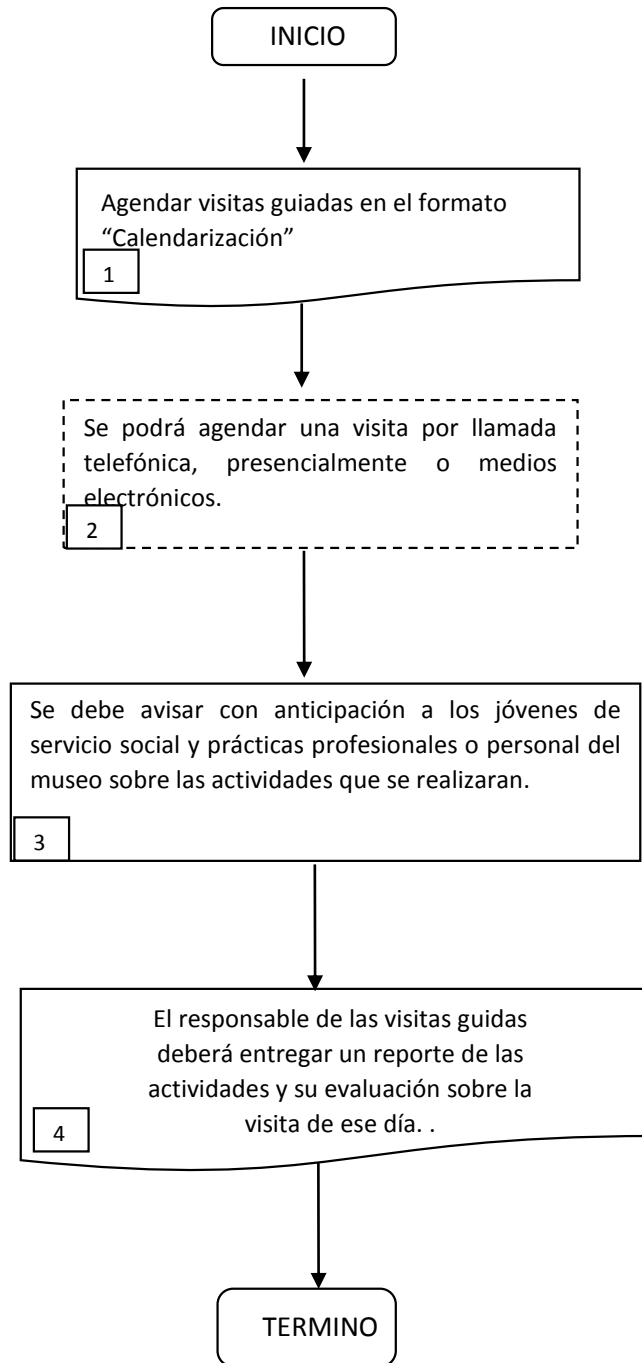 INICIO
Agendar visitas guiadas en el formato
“Calendarización”
1
Se podrá agendar una visita por llamada
telefónica, presencialmente o medios
electrónicos.
2
Se debe avisar con anticipación a los jóvenes de
servicio social y prácticas profesionales o personal del
museo sobre las actividades que se realizaran.
3
El responsable de las visitas guidas
deberá entregar un reporte de las
actividades y su evaluación sobre la
visita de ese día. .
4
TERMINO